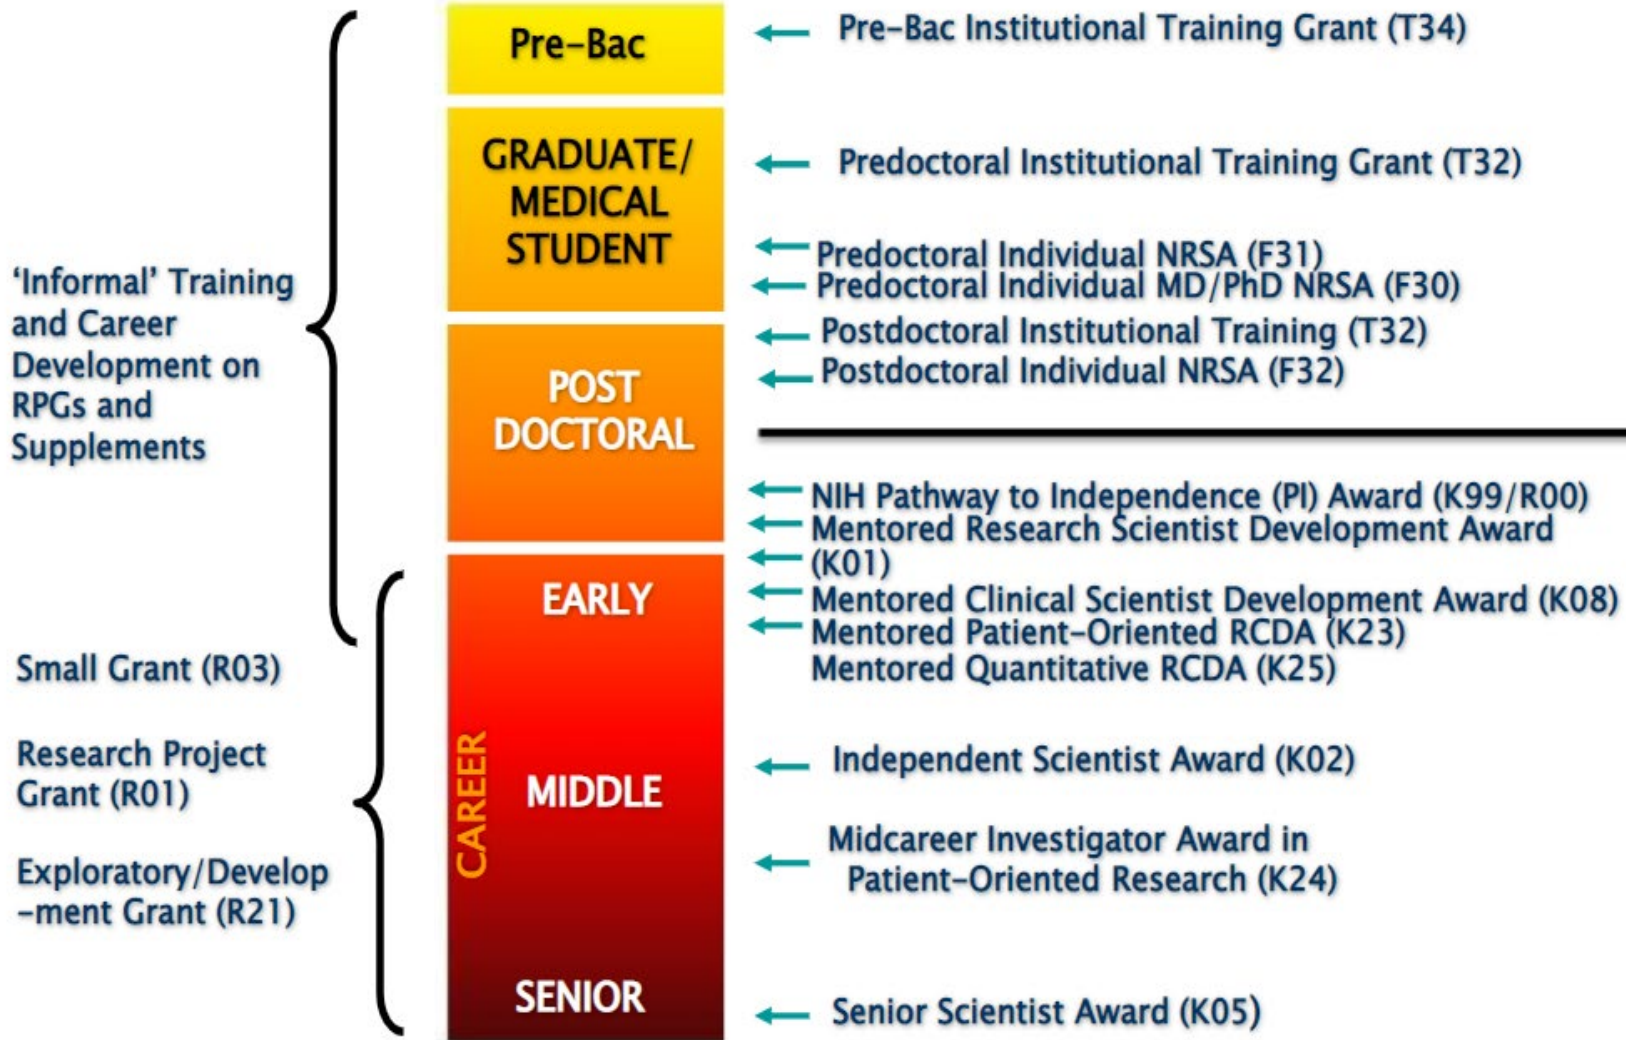 ‘Informal’ Training
and Career
Development on
RPGs and
Supplements
Small Grant (R03)
Research Project
Grant (R01)
Exploratory/Develop
-ment Grant (R21)
Pre-Bac
GRADUATE/
MEDICAL
STUDENT
POST
DOCTORAL
CAREER
EARLY
MIDDLE
SENIOR
Pre-Bac Institutional Training Grant (T34)
Predoctoral Institutional Training Grant (T32)
Predoctoral Individual NRSA (F31)
Predoctoral Individual MD/PhD NRSA (F30)
Postdoctoral Institutional Training (T32)
Postdoctoral Individual NRSA (F32)
NIH Pathway to Independence (PI) Award (K99/R00)
Mentored Research Scientist Development Award
(K01)
Mentored Clinical Scientist Development Award (K08)
Mentored Patient-Oriented RCDA (K23)
Mentored Quantitative RCDA (K25)
Independent Scientist Award (K02)
Midcareer Investigator Award in
Patient-Oriented Research (K24)
Senior Scientist Award (K05)